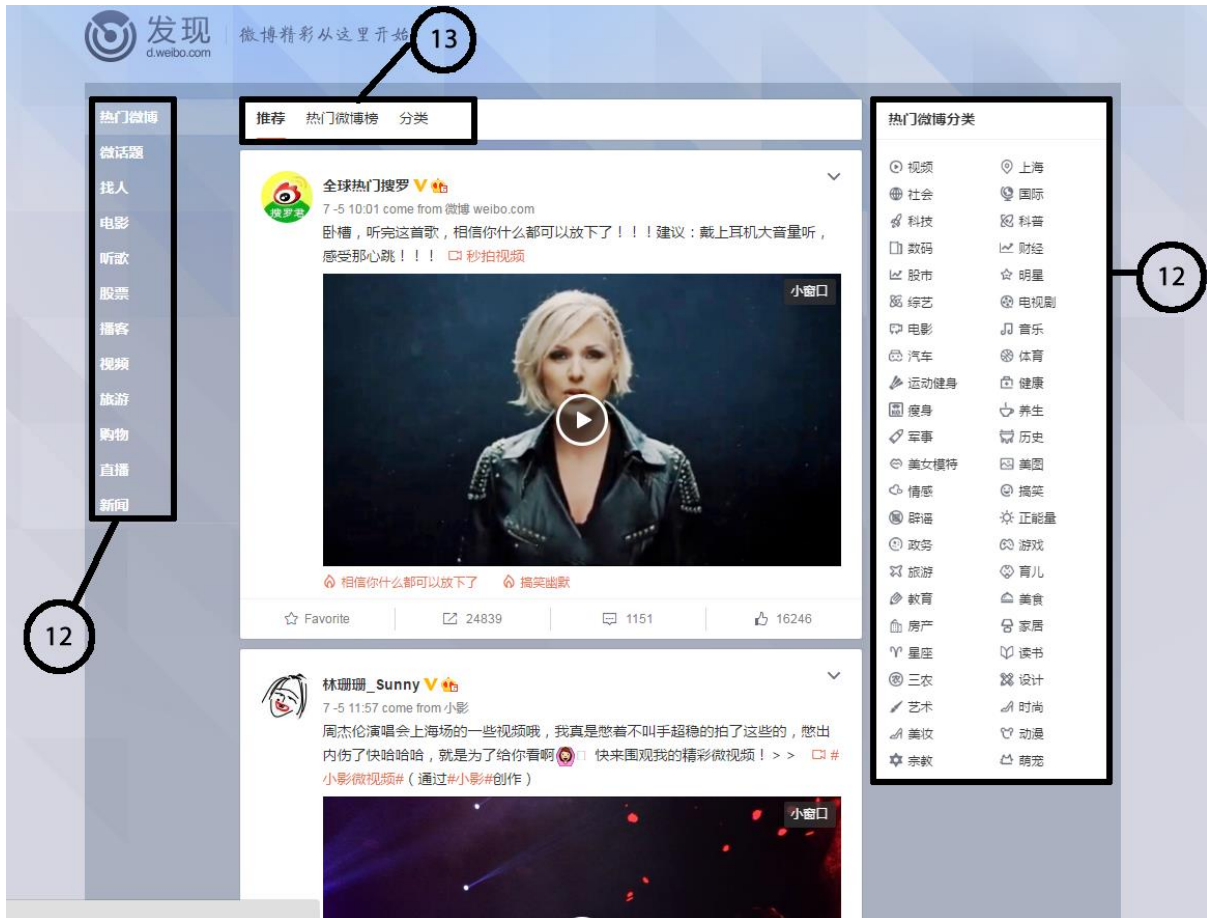 发现
d.weibo.com
微博精彩从这里开始
13
热门微博
微话题
找人
电影
听歌
股票
播客
视频
旅游
购物
直播
新闻
12
推荐 热门微博榜 分类
搜罗君
全球热门搜罗 V
7 -5 10:01 come from 微博 weibo.com
卧槽，听完这首歌，相信你什么都可以放下了！！！建议：戴上耳机大音量听，
感受那心跳！！！ 秒拍视频
小窗口
相信你什么都可以放下了 搞笑幽默
Favorite 24839 1151 16246
林珊珊_Sunny V
7 -5 11:57 come from 小影
周杰伦演唱会上海场的一些视频哦，我真是憋着不叫手超稳的拍了这些的，憋出
内伤了快哈哈哈，就是为了给你看啊 快来围观我的精彩微视频！> > #
小影微视频#（通过#小影#创作）
小窗口
热门微博分类
视频 上海
社会 国际
科技 科普
数码 财经
股市 明星
综艺 电视剧
电影 音乐
汽车 体育
运动健身 健康
瘦身 养生
军事 历史
美女模特 美图
情感 搞笑
辟谣 正能量
政务 游戏
旅游 育儿
教育 美食
房产 家居
星座 读书
三农 设计
艺术 时尚
美妆 动漫
宗教 萌宠
12